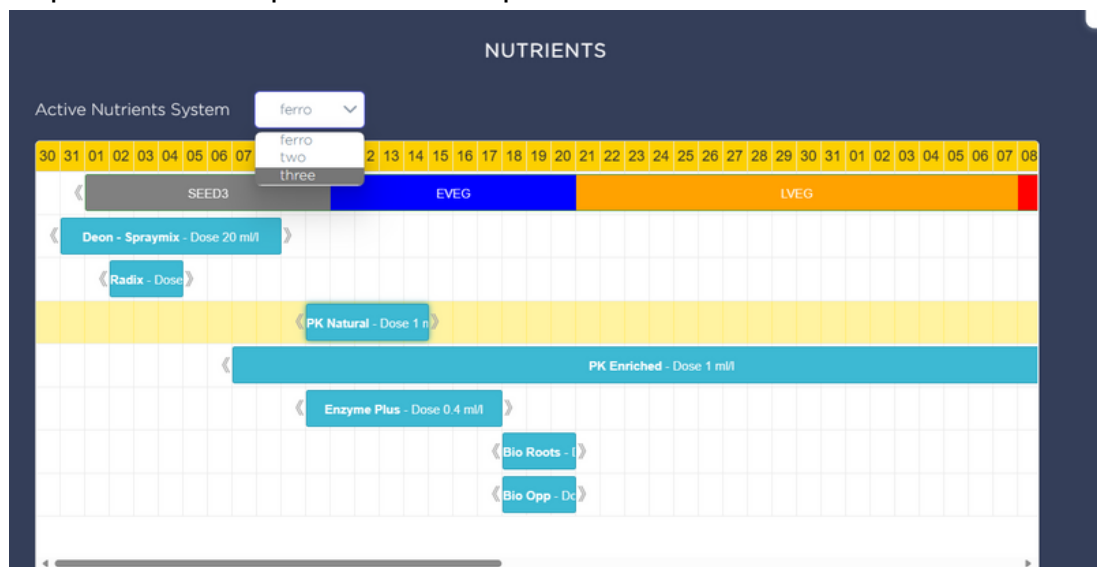 NUTRIENTS
Active Nutrients System ferro
ferro
two
three
30 31 01 02 03 04 05 06 07 2 13 14 15 16 17 18 19 20 21 22 23 24 25 26 27 28 29 30 31 01 02 03 04 05 06 07 08
SEED3 EVEG LVEG
Deon - Spraymix - Dose 20 ml/l
Radix - Dose
PK Natural - Dose 1 m
PK Enriched - Dose 1 ml/l
Enzyme Plus - Dose 0.4 ml/l
Bio Roots -
Bio Opp -